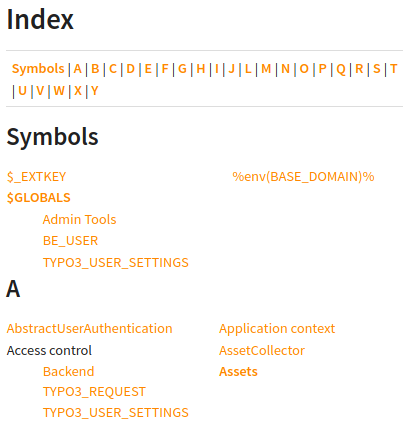 Index
Symbols | A | B | C | D | E | F | G | H | I | J | L | M | N | O | P | Q | R | S | T
| U | V | W | X | Y
Symbols
$_EXTKEY
$GLOBALS
Admin Tools
BE_USER
TYPO3_USER_SETTINGS
%env(BASE_DOMAIN)%
A
AbstractUserAuthentication
Access control
Backend
TYPO3_REQUEST
TYPO3_USER_SETTINGS
Application context
AssetCollector
Assets